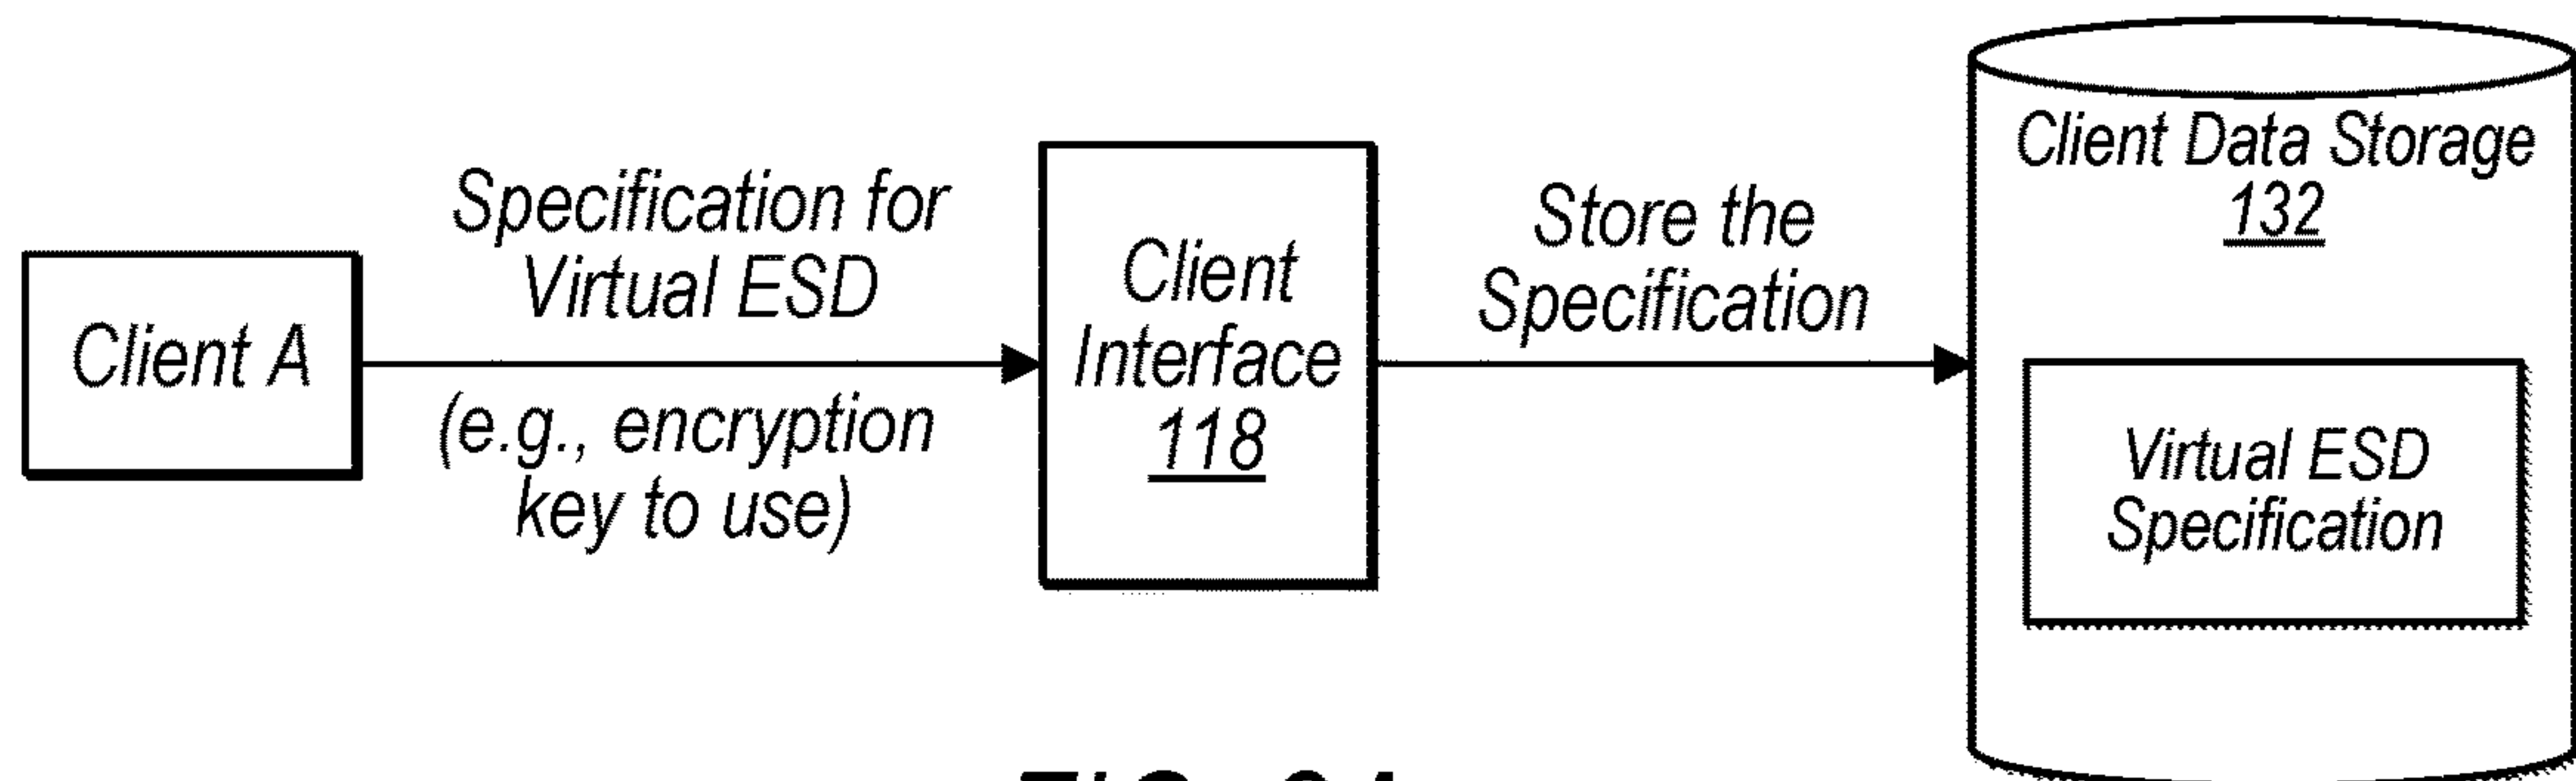 Client A
Specification for
Virtual ESD
(e.g., encryption
key to use)
Client
Interface
118
Store the
Specification
Client Data Storage
132
Virtual ESD
Specification